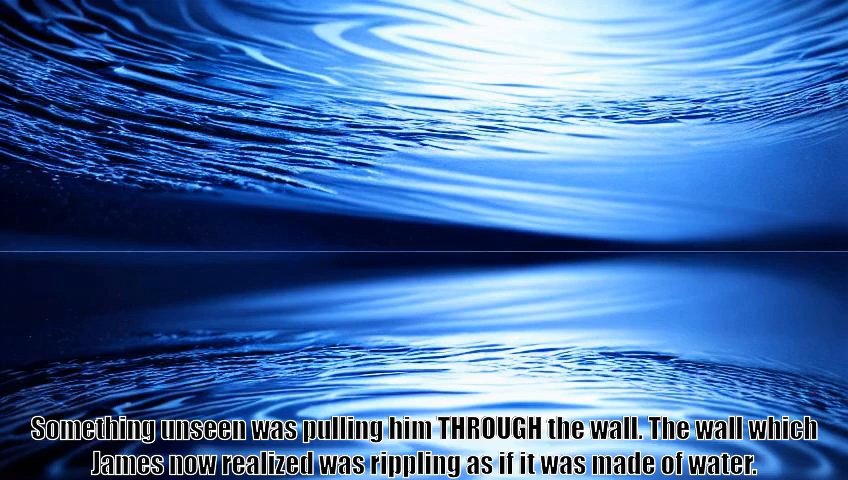 Something unseen was pulling him THROUGH the wall. The wall which
James now realized was rippling as if it was made of water.